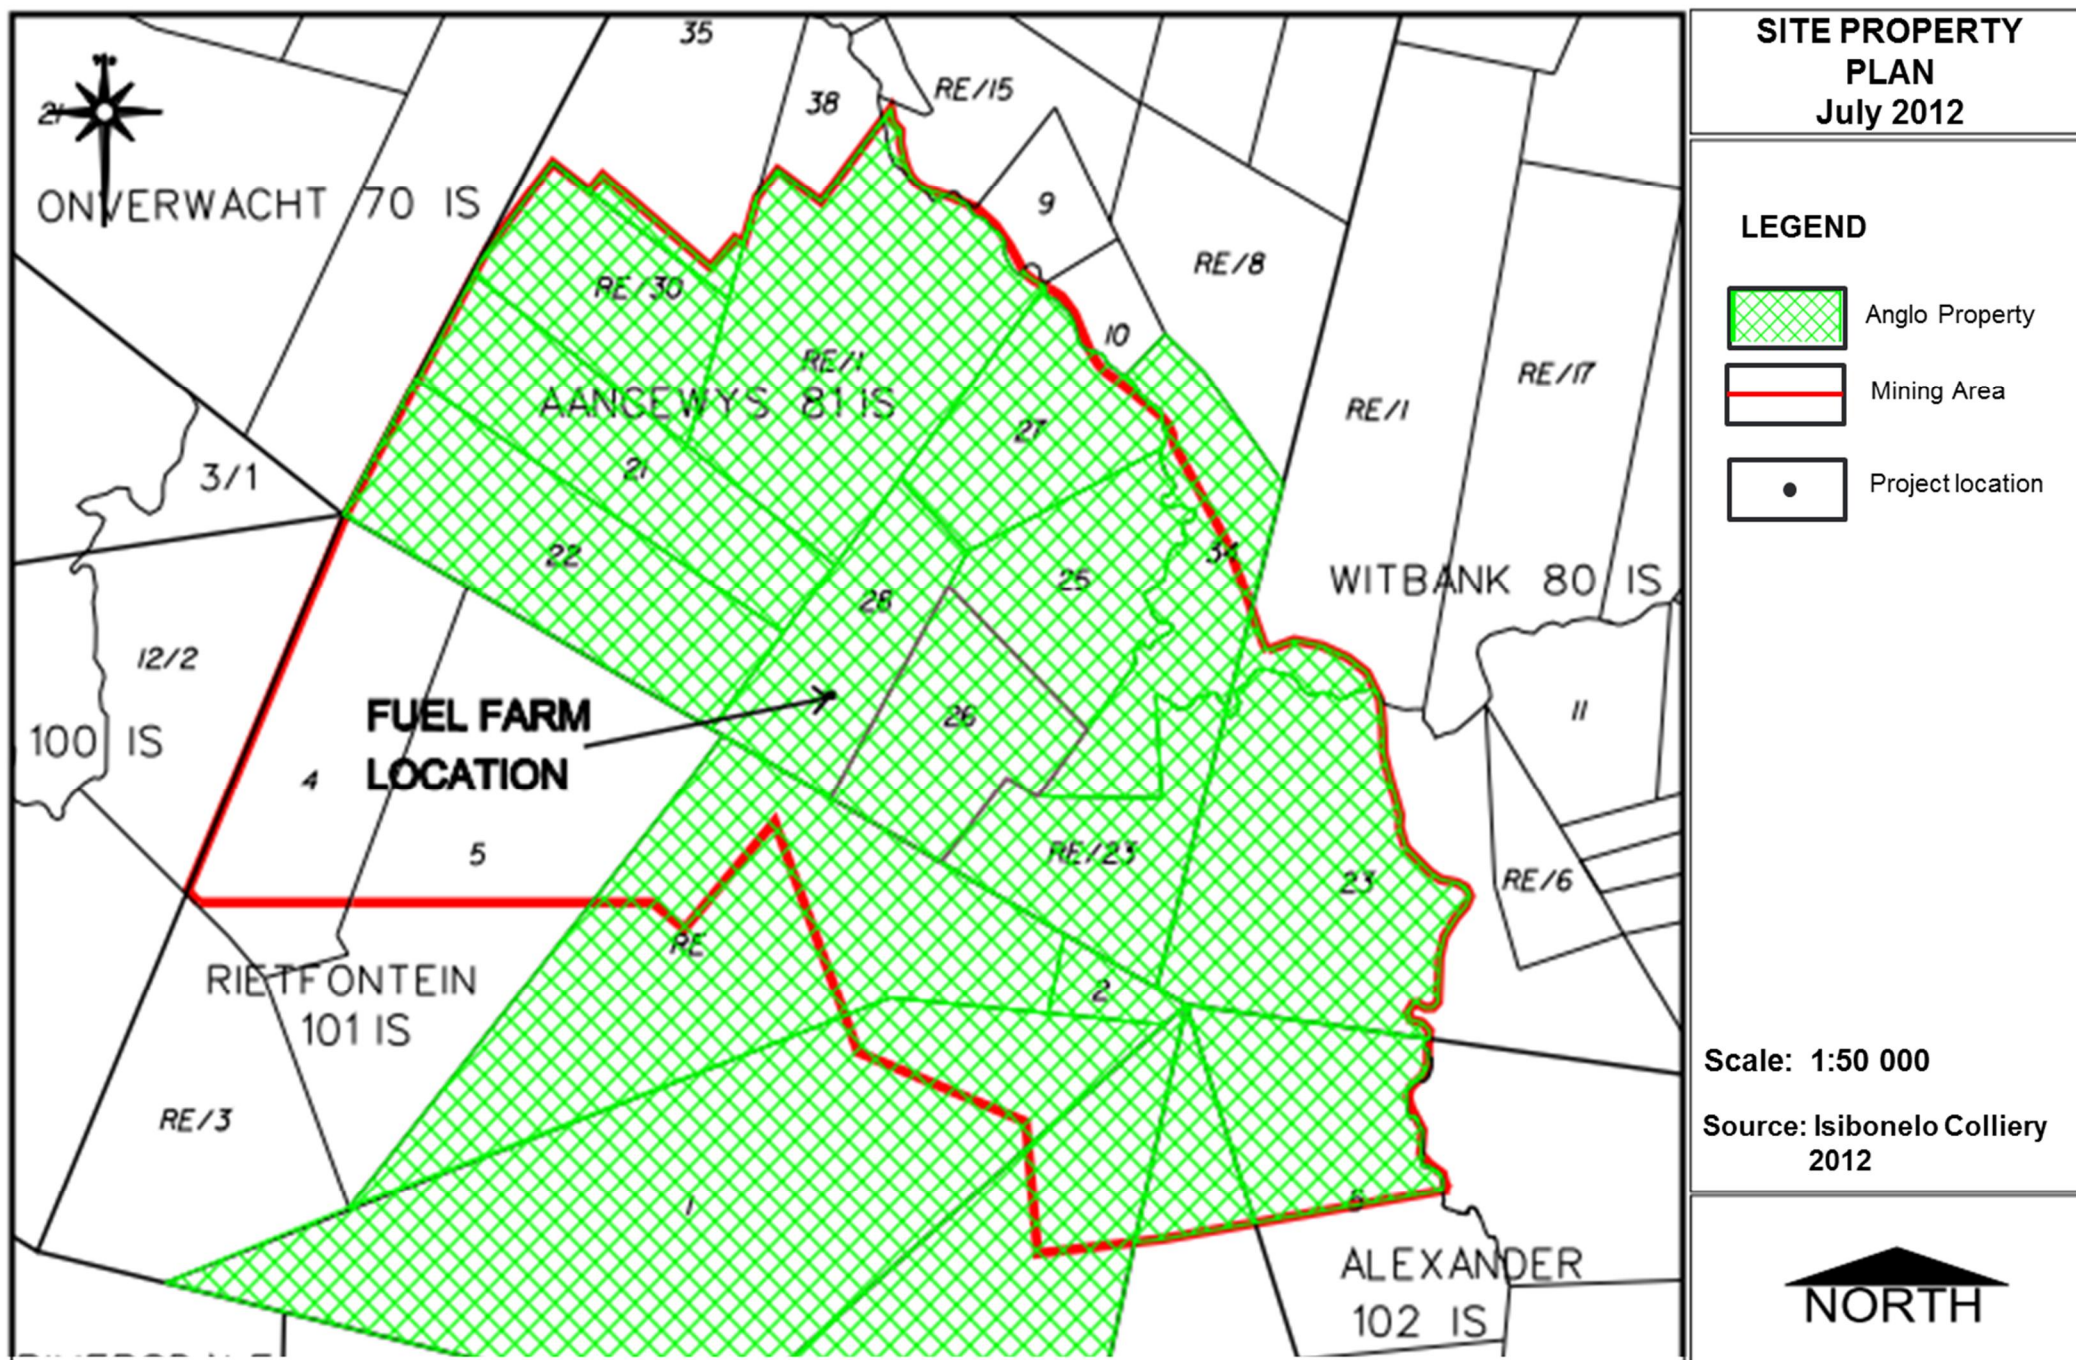 35
38
RE/15
21
ONVERWACHT 70 IS
9
RE/8
RE/30
10
RE/1
AANGEWYS 81 IS
27
RE/1
RE/17
3/1
21
22
28
25
34
WITBANK 80 IS
12/2
FUEL FARM
LOCATION
26
11
100 IS
4
5
RE/23
23
RE/6
RE
RIETFONTEIN
101 IS
2
RE/3
1
6
ALEXANDER
102 IS
SITE PROPERTY
PLAN
July 2012
LEGEND
Anglo Property
Mining Area
Project location
Scale: 1:50 000
Source: Isibonelo Colliery
2012
NORTH